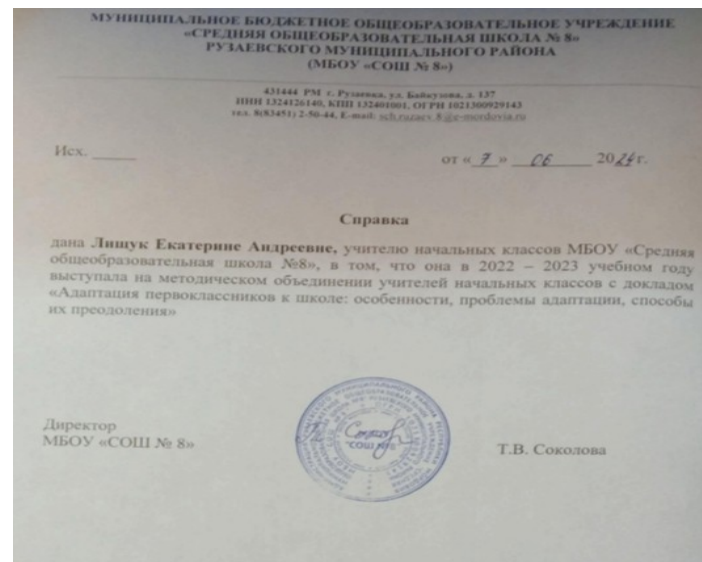 МУНИЦИПАЛЬНОЕ БЮДЖЕТНОЕ ОБЩЕОБРАЗОВАТЕЛЬНОЕ УЧРЕЖДЕНИЕ
«СРЕДНЯЯ ОБЩЕОБРАЗОВАТЕЛЬНАЯ ШКОЛА № 8»
РУЗАЕВСКОГО МУНИЦИПАЛЬНОГО РАЙОНА
(МБОУ «СОШ № 8»)
431444 РМ г. Рузаевка, ул. Байкузова, д. 137
ИНН 1324126140, КПП 132401001, ОГРН 1021300929143
тел. 8(83451) 2-50-44, E-mail: sch.ruzaev.8@e-mordovia.ru
Исх. _____ от «_7_» __06______ 2024 г.
Справка
дана Лищук Екатерине Андреевне, учителю начальных классов МБОУ «Средняя
общеобразовательная школа №8», в том, что она в 2022 – 2023 учебном году
выступала на методическом объединении учителей начальных классов с докладом
«Адаптация первоклассников к школе: особенности, проблемы адаптации, способы
их преодоления»
Директор
МБОУ «СОШ № 8» Т.В. Соколова
СОШ №8